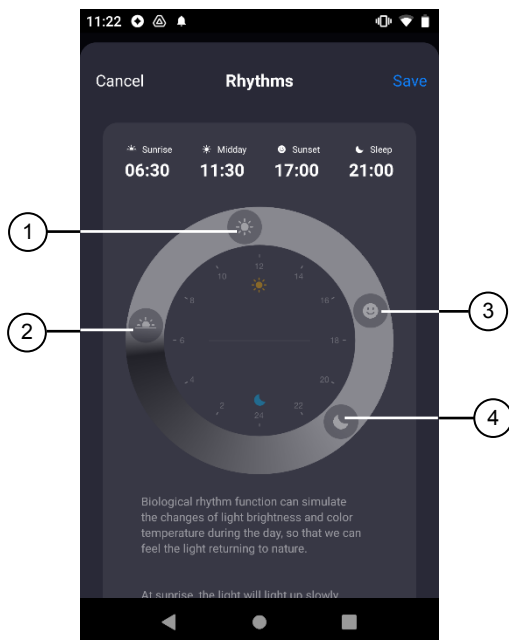 11:22
Cancel Rhythms Save
Sunrise Midday Sunset Sleep
06:30 11:30 17:00 21:00
1
12
10 14
8 16
3
2
6 18
4 20
2 22
24
4
Biological rhythm function can simulate
the changes of light brightness and color
temperature during the day, so that we can
feel the light returning to nature.
At sunrise, the light will light up slowly